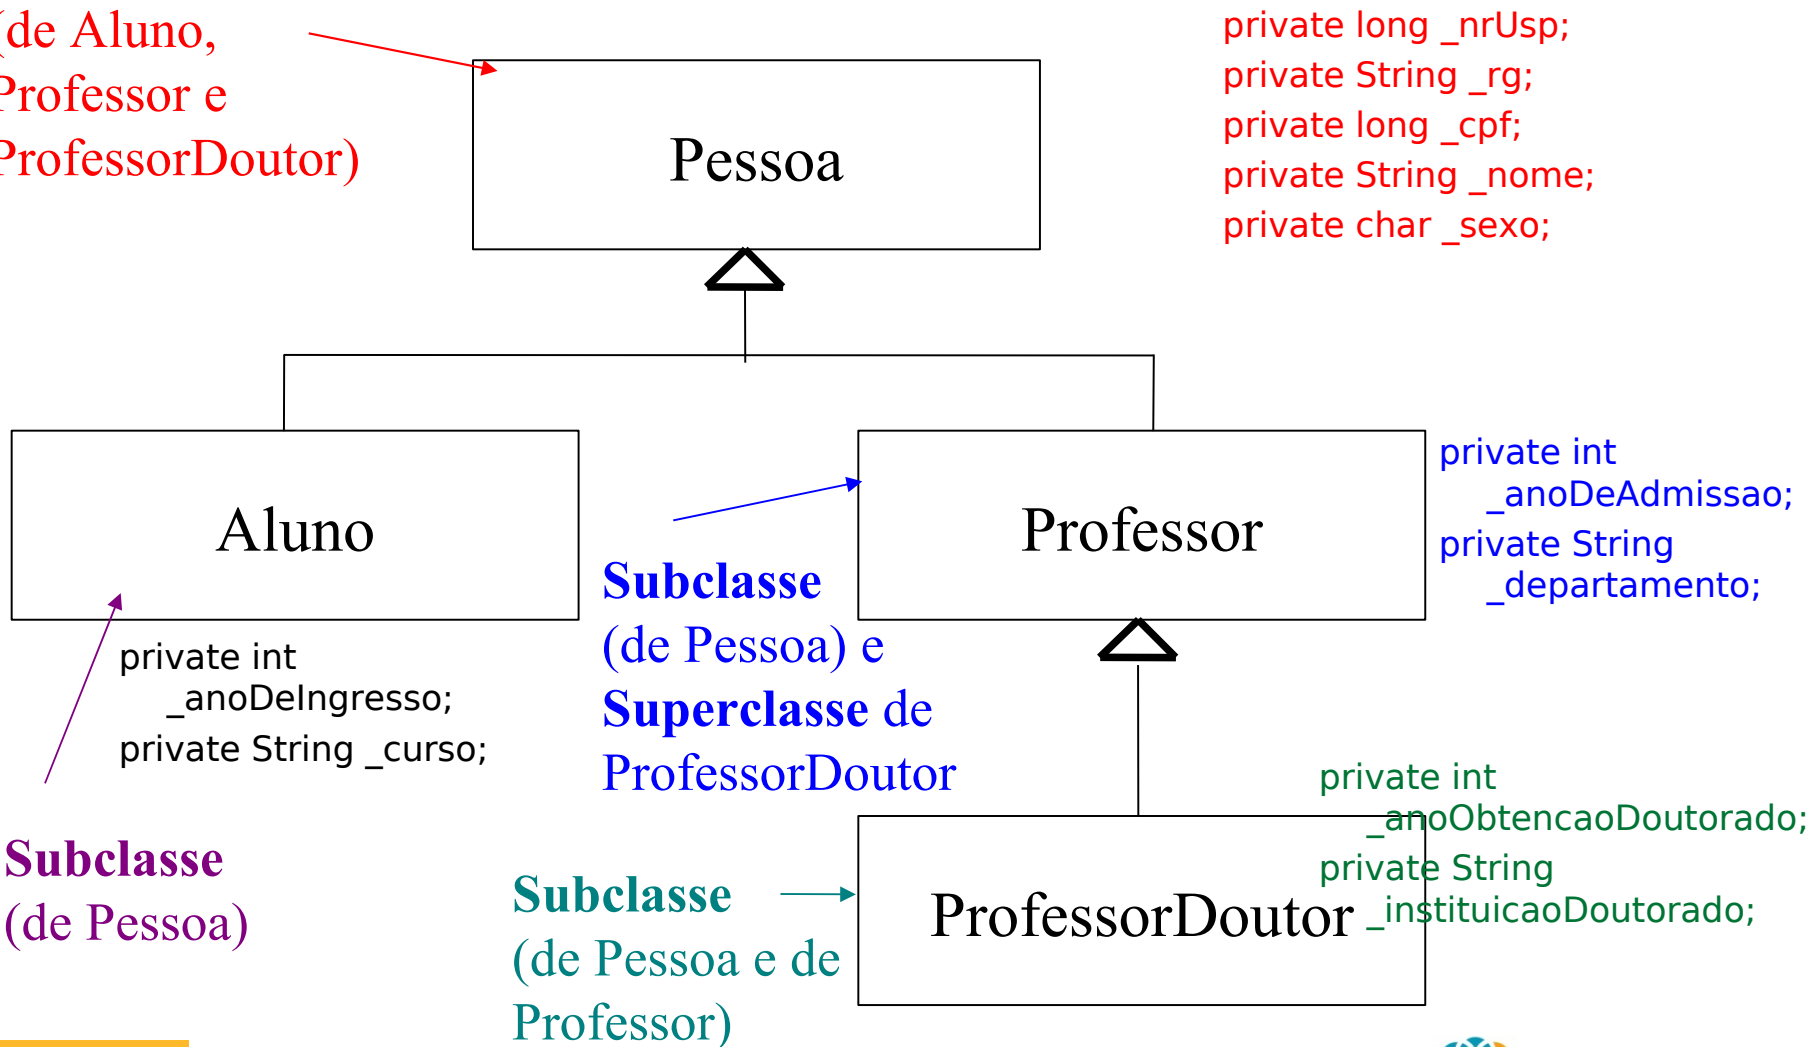 (de Aluno,
Professor e
ProfessorDoutor)
private long _nrUsp;
private String _rg;
private long _cpf;
private String _nome;
private char _sexo;
Pessoa
Aluno
Professor
private int
_anoDeAdmissao;
private String
_departamento;
private int
_anoDeIngresso;
private String _curso;
Subclasse
(de Pessoa) e
Superclasse de
ProfessorDoutor
Subclasse
(de Pessoa)
Subclasse
(de Pessoa e de
Professor)
ProfessorDoutor
private int
_anoObtencaoDoutorado;
private String
_instituicaoDoutorado;